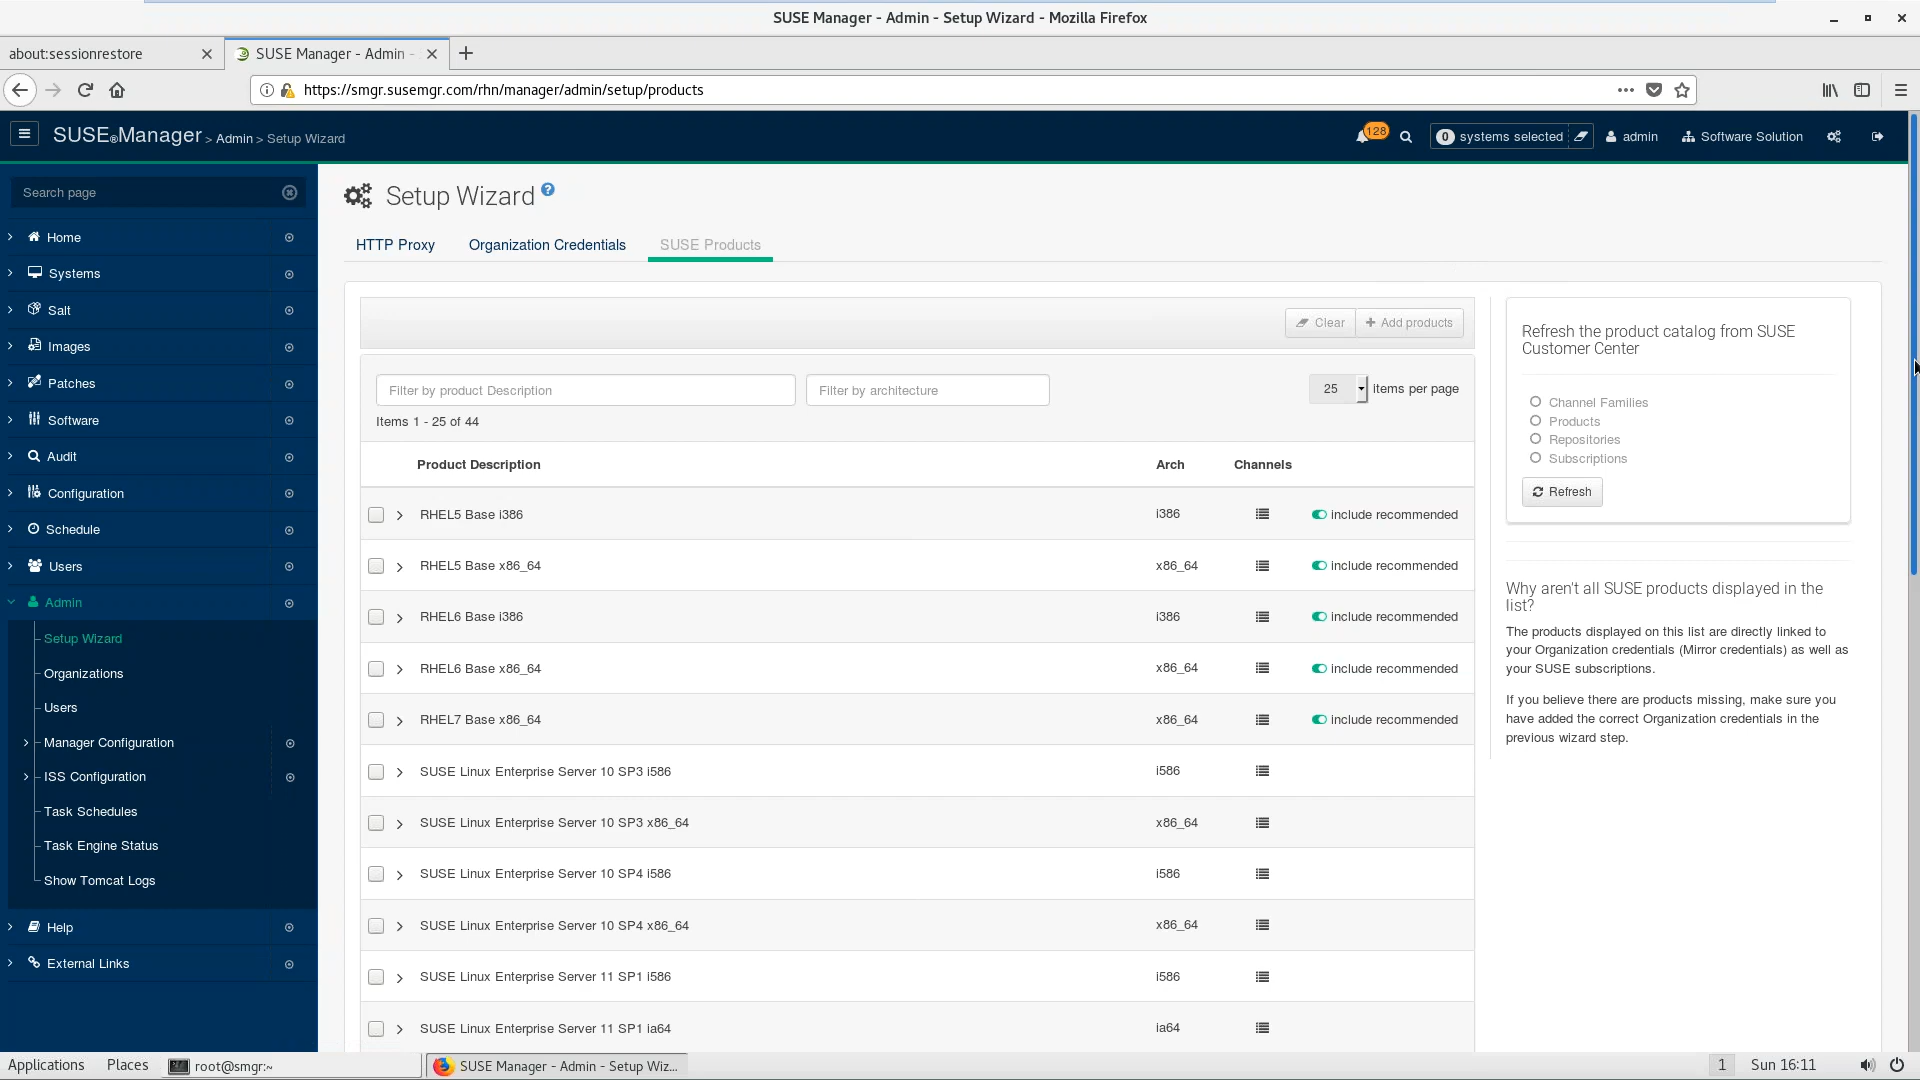 SUSE Manager - Admin - Setup Wizard - Mozilla Firefox
about:sessionrestore
SUSE Manager - Admin -
https://smgr.susemgr.com/rhn/manager/admin/setup/products
SUSE®Manager > Admin > Setup Wizard
128
0 systems selected
admin
Software Solution
Search page
Home
Systems
Salt
Images
Patches
Software
Audit
Configuration
Schedule
Users
Admin
Setup Wizard
Organizations
Users
Manager Configuration
ISS Configuration
Task Schedules
Task Engine Status
Show Tomcat Logs
Help
External Links
Setup Wizard
HTTP Proxy
Organization Credentials
SUSE Products
Clear
Add products
Filter by product Description
Filter by architecture
25 items per page
Items 1 - 25 of 44
Product Description Arch Channels
RHEL5 Base i386 i386 include recommended
RHEL5 Base x86_64 x86_64 include recommended
RHEL6 Base i386 i386 include recommended
RHEL6 Base x86_64 x86_64 include recommended
RHEL7 Base x86_64 x86_64 include recommended
SUSE Linux Enterprise Server 10 SP3 i586 i586
SUSE Linux Enterprise Server 10 SP3 x86_64 x86_64
SUSE Linux Enterprise Server 10 SP4 i586 i586
SUSE Linux Enterprise Server 10 SP4 x86_64 x86_64
SUSE Linux Enterprise Server 11 SP1 i586 i586
SUSE Linux Enterprise Server 11 SP1 ia64 ia64
Refresh the product catalog from SUSE
Customer Center
Channel Families
Products
Repositories
Subscriptions
Refresh
Why aren't all SUSE products displayed in the
list?
The products displayed on this list are directly linked to
your Organization credentials (Mirror credentials) as well as
your SUSE subscriptions.
If you believe there are products missing, make sure you
have added the correct Organization credentials in the
previous wizard step.
Applications
Places
root@smgr:~
SUSE Manager - Admin - Setup Wiz...
1
Sun 16:11